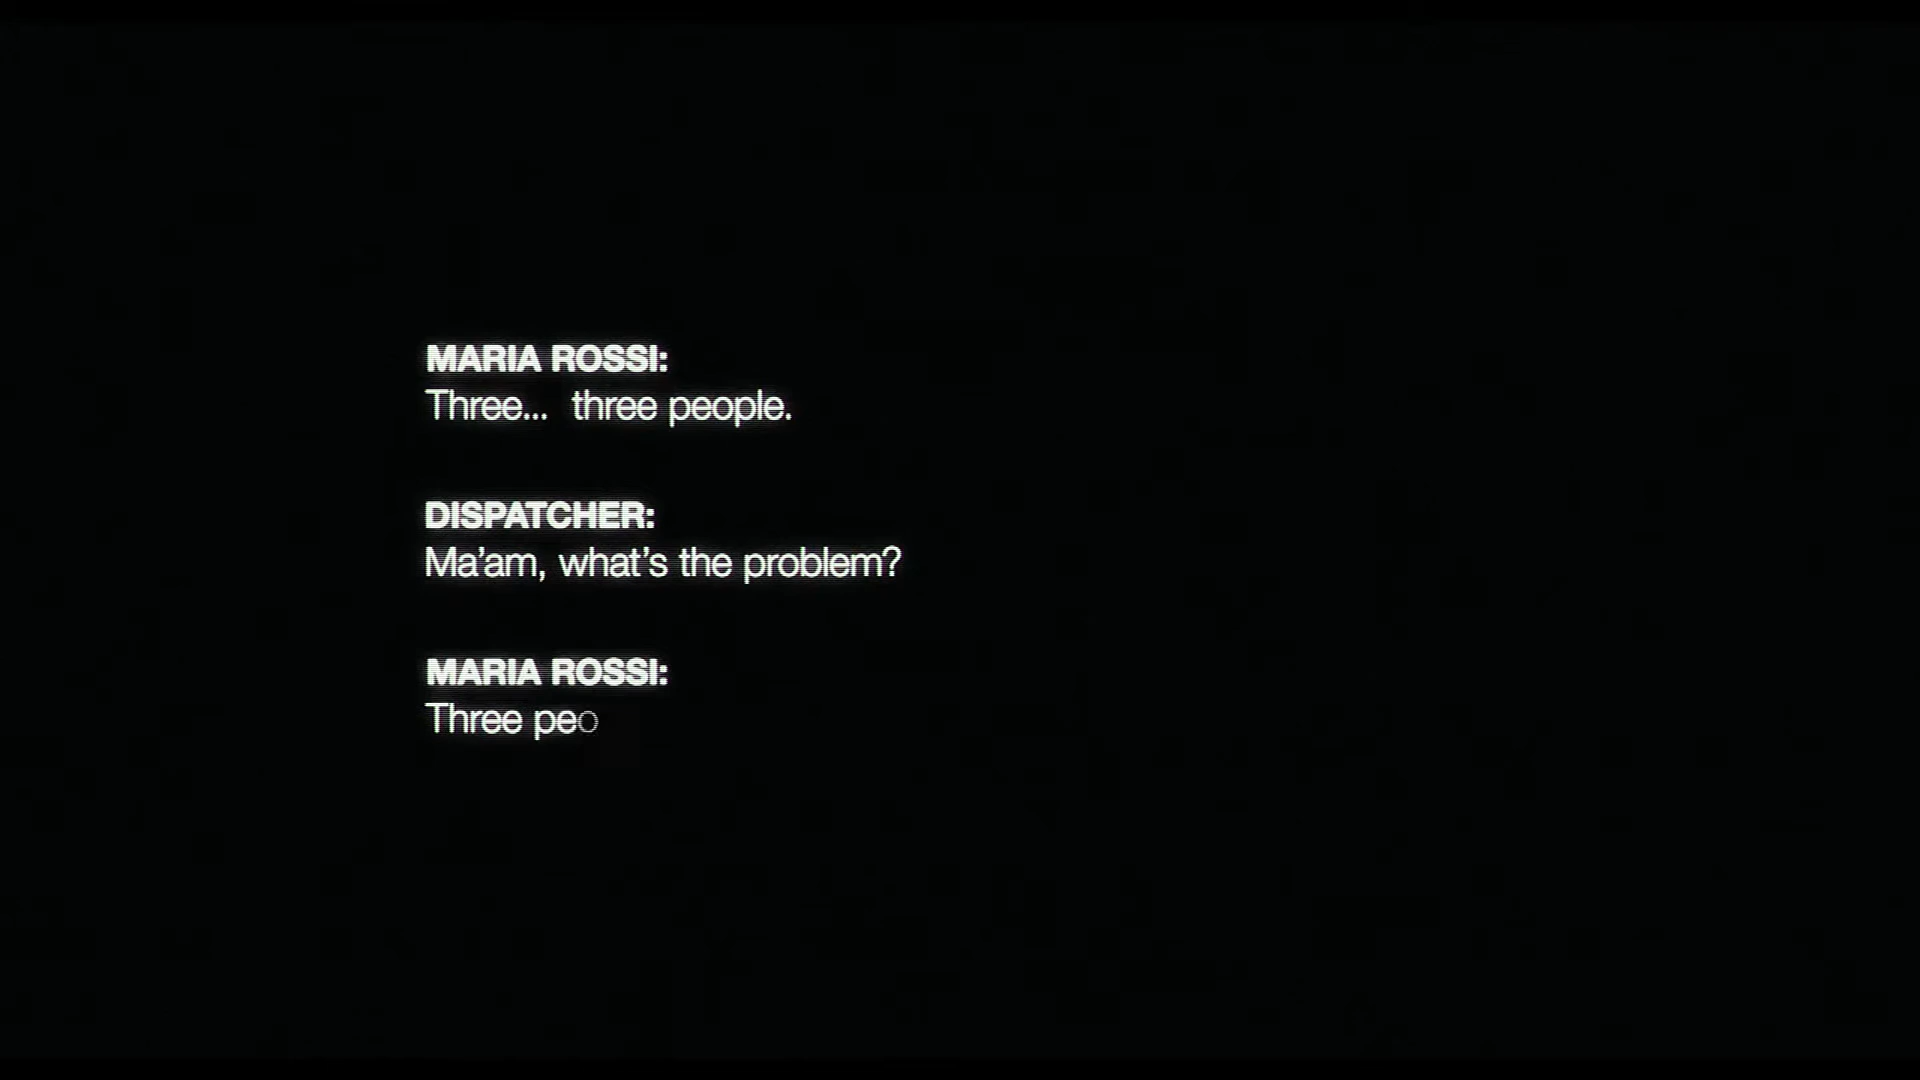 MARIA ROSSI:
Three... three people.
DISPATCHER:
Ma'am, what's the problem?
MARIA ROSSI:
Three peo